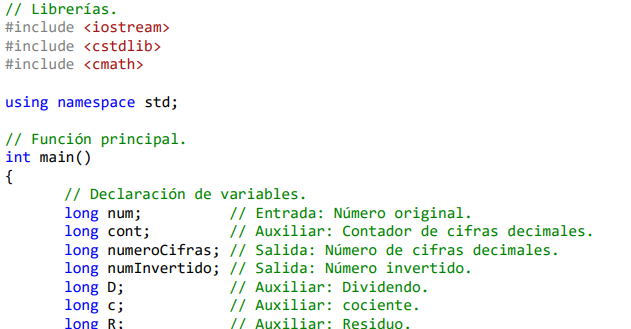 // Librerías.
#include <iostream>
#include <cstdlib>
#include <cmath>
using namespace std;
// Función principal.
int main()
{
// Declaración de variables.
long num; // Entrada: Número original.
long cont; // Auxiliar: Contador de cifras decimales.
long numeroCifras; // Salida: Número de cifras decimales.
long numInvertido; // Salida: Número invertido.
long D; // Auxiliar: Dividendo.
long c; // Auxiliar: cociente.
long R; // Auxiliar: Residuo.